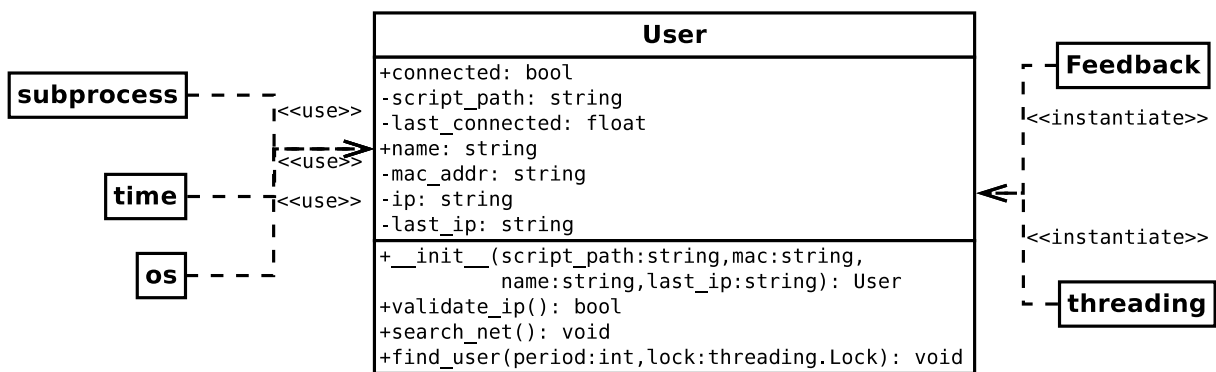 User
+connected: bool
-script_path: string
-last_connected: float
+name: string
-mac_addr: string
-ip: string
-last_ip: string
+__init__(script_path:string,mac:string,
name:string,last_ip:string): User
+validate_ip(): bool
+search_net(): void
+find_user(period:int,lock:threading.Lock): void
subprocess
<<use>>
time
<<use>>
os
<<use>>
Feedback
<<instantiate>>
<<instantiate>>
threading